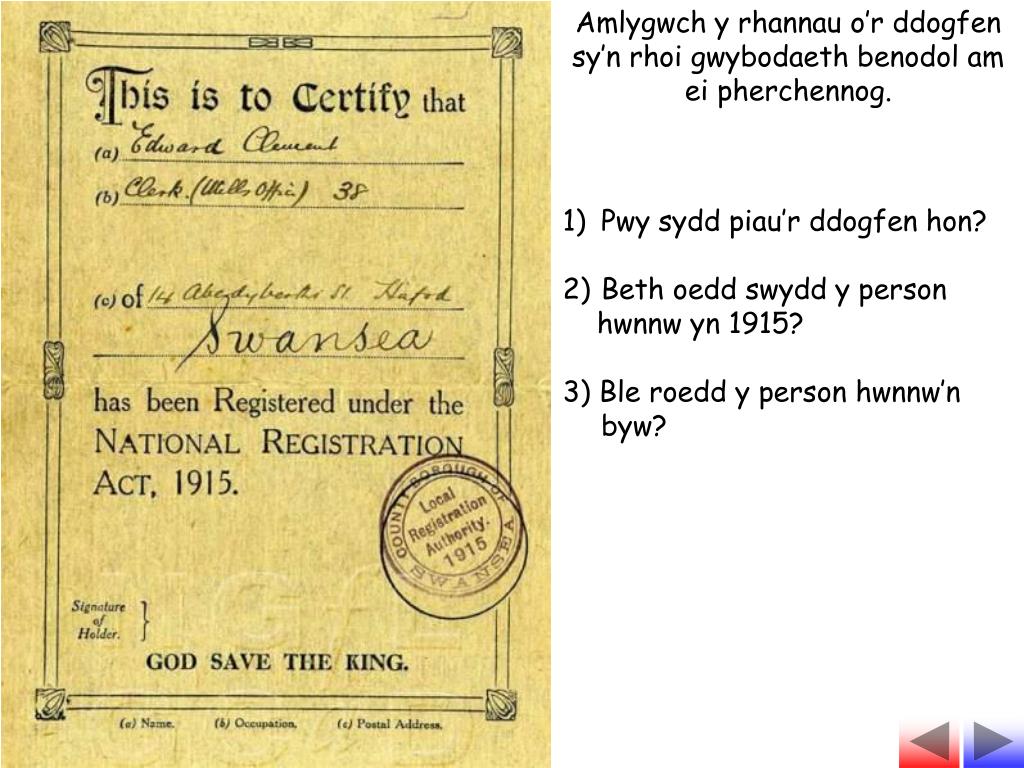 This is to Certify that
(a) Edward Clement
(b) Clerk. (Mills Office) 38
(c) of 14 St. Hafod
Swansea
has been Registered under the
NATIONAL REGISTRATION
ACT, 1915.
COUNTY BOROUGH OF SWANSEA
Local
Registration
Authority.
1915
Signature
of
Holder.
GOD SAVE THE KING.
(a) Name. (b) Occupation. (c) Postal Address.
Amlygwch y rhannau o'r ddogfen
sy'n rhoi gwybodaeth benodol am
ei pherchennog.
1) Pwy sydd piau'r ddogfen hon?
2) Beth oedd swydd y person
hwnnw yn 1915?
3) Ble roedd y person hwnnw'n
byw?